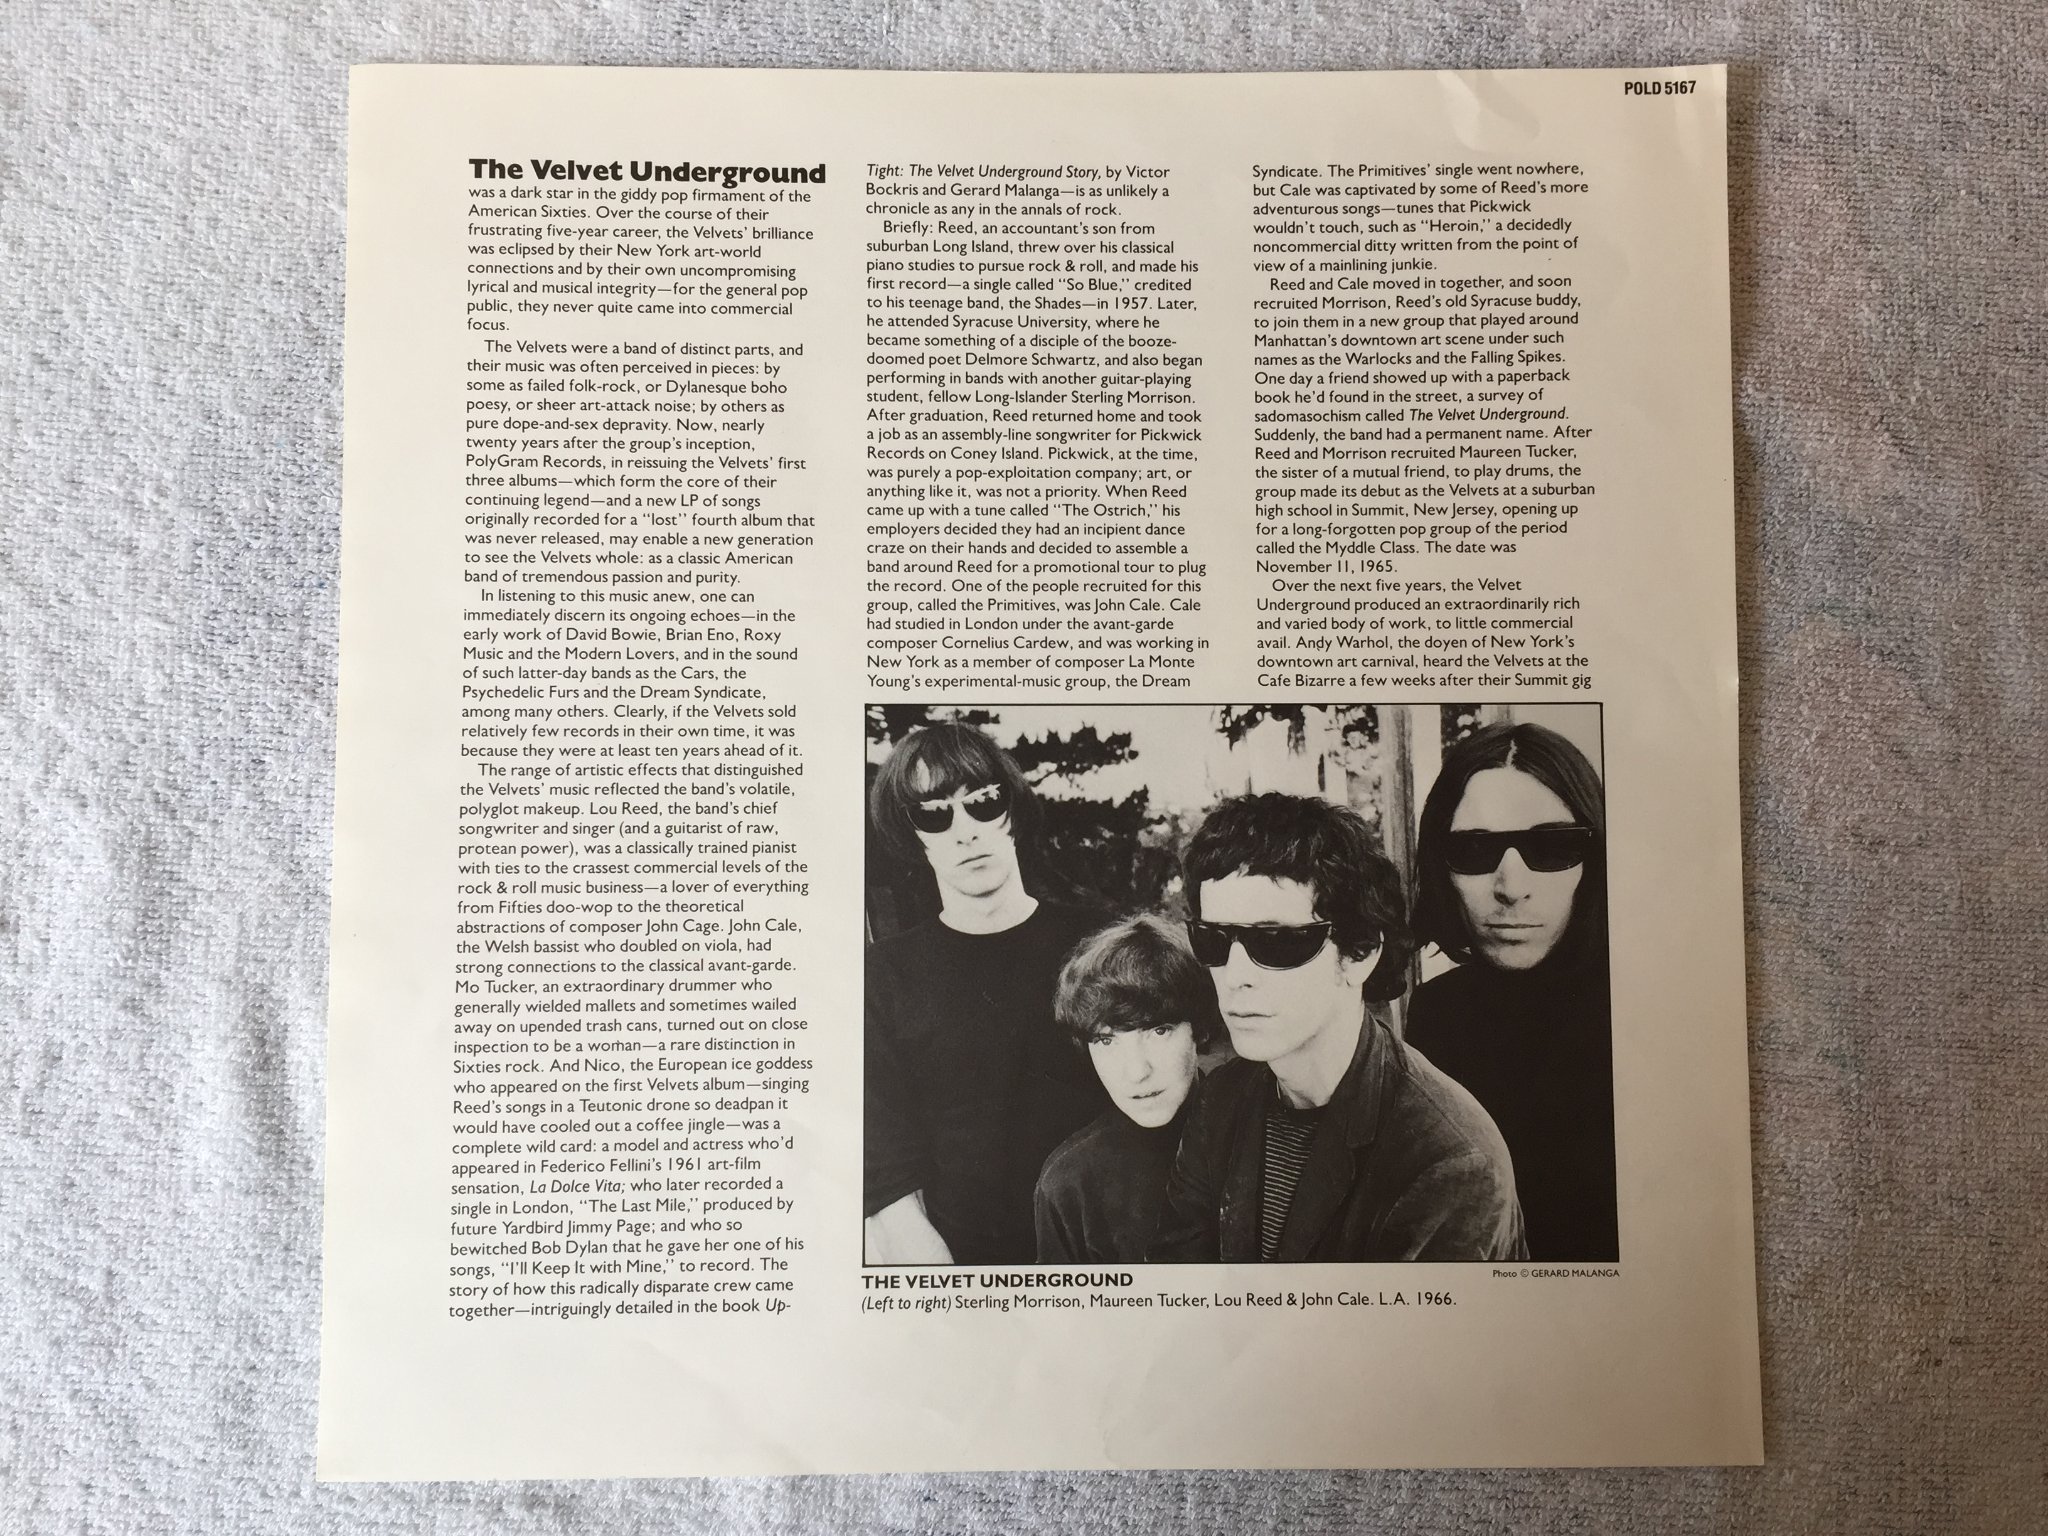 POLD 5167
The Velvet Underground
was a dark star in the giddy pop firmament of the
American Sixties. Over the course of their
frustrating five-year career, the Velvets' brilliance
was eclipsed by their New York art-world
connections and by their own uncompromising
lyrical and musical integrity—for the general pop
public, they never quite came into commercial
focus.
The Velvets were a band of distinct parts, and
their music was often perceived in pieces: by
some as failed folk-rock, or Dylanesque boho
poesy, or sheer art-attack noise; by others as
pure dope-and-sex depravity. Now, nearly
twenty years after the group's inception,
PolyGram Records, in reissuing the Velvets' first
three albums—which form the core of their
continuing legend—and a new LP of songs
originally recorded for a "lost" fourth album that
was never released, may enable a new generation
to see the Velvets whole: as a classic American
band of tremendous passion and purity.
In listening to this music anew, one can
immediately discern its ongoing echoes—in the
early work of David Bowie, Brian Eno, Roxy
Music and the Modern Lovers, and in the sound
of such latter-day bands as the Cars, the
Psychedelic Furs and the Dream Syndicate,
among many others. Clearly, if the Velvets sold
relatively few records in their own time, it was
because they were at least ten years ahead of it.
The range of artistic effects that distinguished
the Velvets' music reflected the band's volatile,
polyglot makeup. Lou Reed, the band's chief
songwriter and singer (and a guitarist of raw,
protean power), was a classically trained pianist
with ties to the crassest commercial levels of the
rock & roll music business—a lover of everything
from Fifties doo-wop to the theoretical
abstractions of composer John Cage. John Cale,
the Welsh bassist who doubled on viola, had
strong connections to the classical avant-garde.
Mo Tucker, an extraordinary drummer who
generally wielded mallets and sometimes wailed
away on upended trash cans, turned out on close
inspection to be a woman—a rare distinction in
Sixties rock. And Nico, the European ice goddess
who appeared on the first Velvets album—singing
Reed's songs in a Teutonic drone so deadpan it
would have cooled out a coffee jingle—was a
complete wild card: a model and actress who'd
appeared in Federico Fellini's 1961 art-film
sensation, La Dolce Vita; who later recorded a
single in London, "The Last Mile," produced by
future Yardbird Jimmy Page; and who so
bewitched Bob Dylan that he gave her one of his
songs, "I'll Keep It with Mine," to record. The
story of how this radically disparate crew came
together—intriguingly detailed in the book Up-
Tight: The Velvet Underground Story, by Victor
Bockris and Gerard Malanga—is as unlikely a
chronicle as any in the annals of rock.
Briefly: Reed, an accountant's son from
suburban Long Island, threw over his classical
piano studies to pursue rock & roll, and made his
first record—a single called "So Blue," credited
to his teenage band, the Shades—in 1957. Later,
he attended Syracuse University, where he
became something of a disciple of the booze-
doomed poet Delmore Schwartz, and also began
performing in bands with another guitar-playing
student, fellow Long-Islander Sterling Morrison.
After graduation, Reed returned home and took
a job as an assembly-line songwriter for Pickwick
Records on Coney Island. Pickwick, at the time,
was purely a pop-exploitation company; art, or
anything like it, was not a priority. When Reed
came up with a tune called "The Ostrich," his
employers decided they had an incipient dance
craze on their hands and decided to assemble a
band around Reed for a promotional tour to plug
the record. One of the people recruited for this
group, called the Primitives, was John Cale. Cale
had studied in London under the avant-garde
composer Cornelius Cardew, and was working in
New York as a member of composer La Monte
Young's experimental-music group, the Dream
Syndicate. The Primitives' single went nowhere,
but Cale was captivated by some of Reed's more
adventurous songs—tunes that Pickwick
wouldn't touch, such as "Heroin," a decidedly
noncommercial ditty written from the point of
view of a mainlining junkie.
Reed and Cale moved in together, and soon
recruited Morrison, Reed's old Syracuse buddy,
to join them in a new group that played around
Manhattan's downtown art scene under such
names as the Warlocks and the Falling Spikes.
One day a friend showed up with a paperback
book he'd found in the street, a survey of
sadomasochism called The Velvet Underground.
Suddenly, the band had a permanent name. After
Reed and Morrison recruited Maureen Tucker,
the sister of a mutual friend, to play drums, the
group made its debut as the Velvets at a suburban
high school in Summit, New Jersey, opening up
for a long-forgotten pop group of the period
called the Myddle Class. The date was
November 11, 1965.
Over the next five years, the Velvet
Underground produced an extraordinarily rich
and varied body of work, to little commercial
avail. Andy Warhol, the doyen of New York's
downtown art carnival, heard the Velvets at the
Cafe Bizarre a few weeks after their Summit gig
Photo © GERARD MALANGA
THE VELVET UNDERGROUND
(Left to right) Sterling Morrison, Maureen Tucker, Lou Reed & John Cale. L.A. 1966.